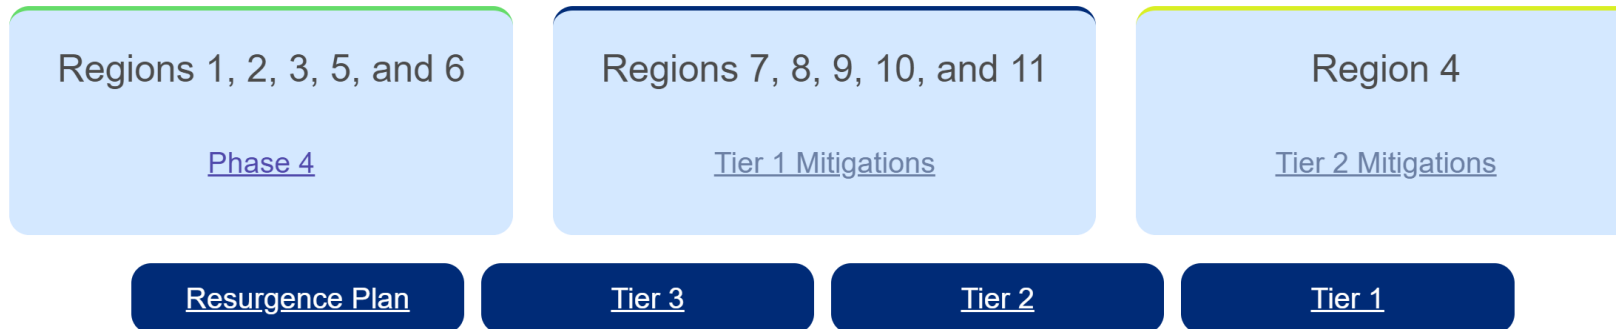 Regions 1, 2, 3, 5, and 6
Phase 4
Regions 7, 8, 9, 10, and 11
Tier 1 Mitigations
Region 4
Tier 2 Mitigations
Resurgence Plan
Tier 3
Tier 2
Tier 1